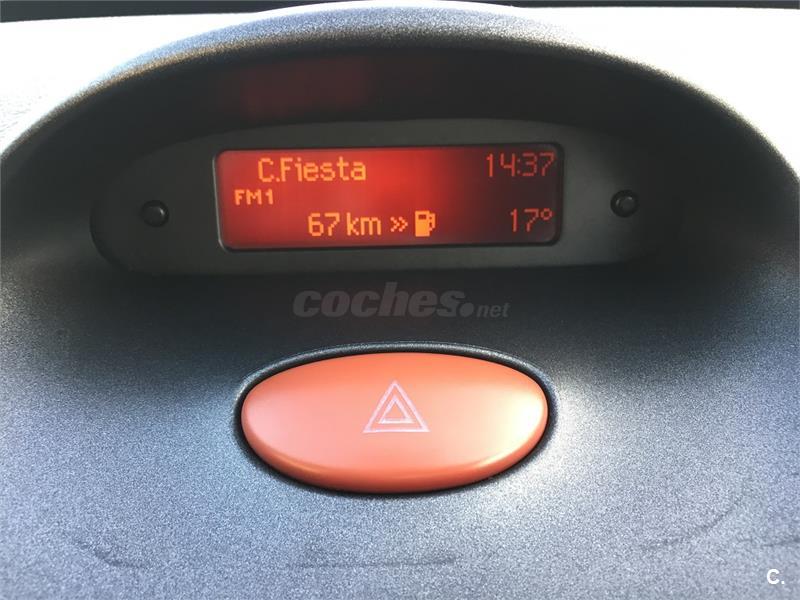 C.Fiesta 14:37
FM1
67 km » 17°
coches.net
C.